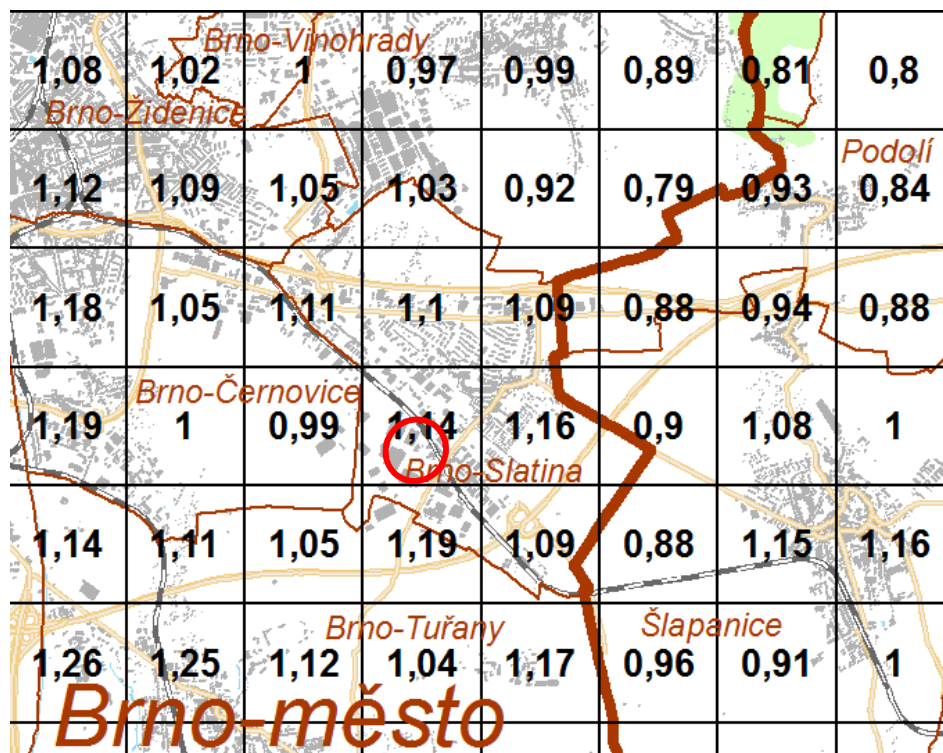 Brno-Vinohrady
1,08 1,02 1 0,97 0,99 0,89 0,81 0,8
Brno-Židenice
Podolí
1,12 1,09 1,05 1,03 0,92 0,79 0,93 0,84
1,18 1,05 1,11 1,1 1,09 0,88 0,94 0,88
Brno-Černovice
1,19 1 0,99 1,14 1,16 0,9 1,08 1
Brno-Slatina
1,14 1,11 1,05 1,19 1,09 0,88 1,15 1,16
Brno-Tuřany Šlapanice
1,26 1,25 1,12 1,04 1,17 0,96 0,91 1
Brno-město